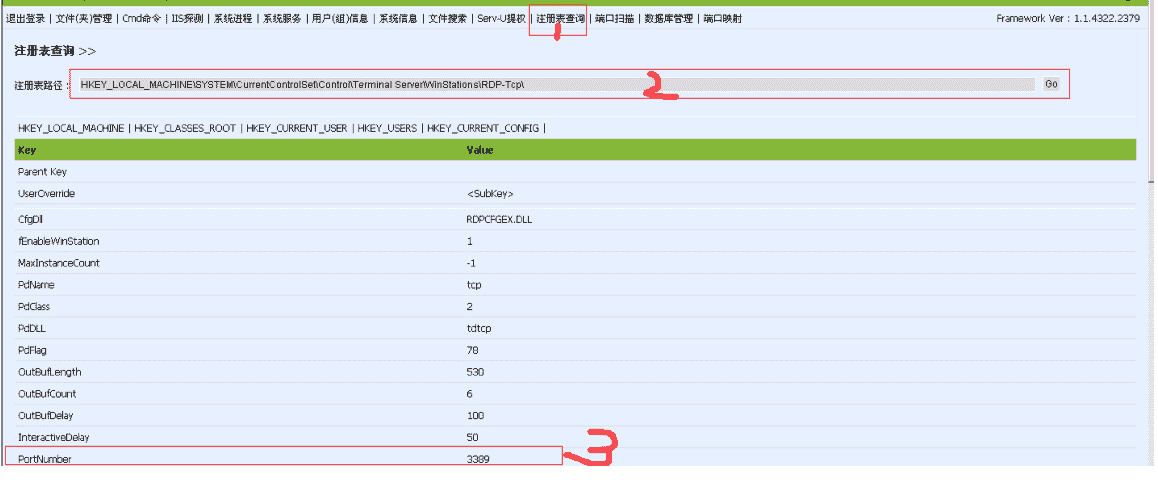 退出登录 | 文件(夹)管理 | Cmd命令 | IIS探测 | 系统进程 | 系统服务 | 用户(组)信息 | 系统信息 | 文件搜索 | Serv-U提权 | 注册表查询 | 端口扫描 | 数据库管理 | 端口映射 Framework Ver : 1.1.4322.2379
1
注册表查询 >>
注册表路径 : HKEY_LOCAL_MACHINE\SYSTEM\CurrentControlSet\Control\Terminal Server\WinStations\RDP-Tcp\ Go
2
HKEY_LOCAL_MACHINE | HKEY_CLASSES_ROOT | HKEY_CURRENT_USER | HKEY_USERS | HKEY_CURRENT_CONFIG |
Key Value
Parent Key
UserOverride <SubKey>
CfgDll RDPCFGEX.DLL
fEnableWinStation 1
MaxInstanceCount -1
PdName tcp
PdClass 2
PdDLL tdtcp
PdFlag 78
OutBufLength 530
OutBufCount 6
OutBufDelay 100
InteractiveDelay 50
PortNumber 3389
3